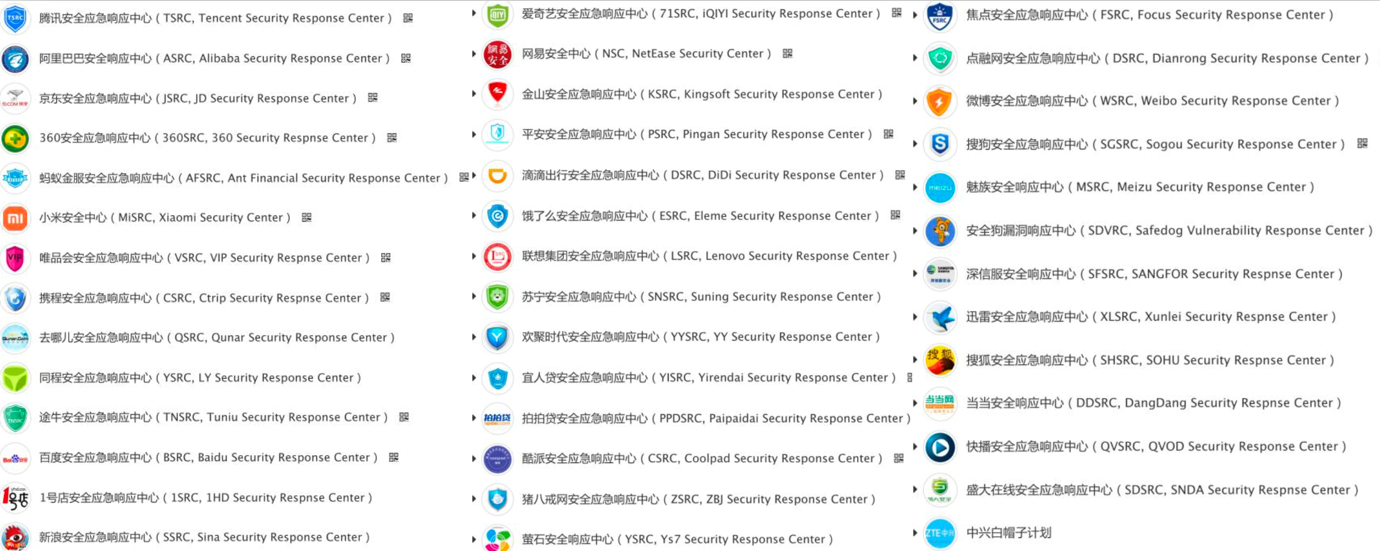 腾讯安全应急响应中心 ( TSRC, Tencent Security Response Center )
阿里巴巴安全响应中心 ( ASRC, Alibaba Security Response Center )
京东安全应急响应中心 ( JSRC, JD Security Response Center )
360安全应急响应中心 ( 360SRC, 360 Security Respnse Center )
蚂蚁金服安全应急响应中心 ( AFSRC, Ant Financial Security Response Center )
小米安全中心 ( MiSRC, Xiaomi Security Center )
唯品会安全应急响应中心 ( VSRC, VIP Security Respnse Center )
携程安全应急响应中心 ( CSRC, Ctrip Security Respnse Center )
去哪儿安全应急响应中心 ( QSRC, Qunar Security Response Center )
同程安全应急响应中心 ( YSRC, LY Security Response Center )
途牛安全应急响应中心 ( TNSRC, Tuniu Security Response Center )
百度安全应急响应中心 ( BSRC, Baidu Security Response Center )
1号店安全应急响应中心 ( 1SRC, 1HD Security Respnse Center )
新浪安全应急响应中心 ( SSRC, Sina Security Response Center )
爱奇艺安全应急响应中心 ( 71SRC, iQIYI Security Response Center )
网易安全中心 ( NSC, NetEase Security Center )
金山安全应急响应中心 ( KSRC, Kingsoft Security Response Center )
平安安全应急响应中心 ( PSRC, Pingan Security Response Center )
滴滴出行安全应急响应中心 ( DSRC, DiDi Security Response Center )
饿了么安全应急响应中心 ( ESRC, Eleme Security Response Center )
联想集团安全应急响应中心 ( LSRC, Lenovo Security Response Center )
苏宁安全应急响应中心 ( SNSRC, Suning Security Response Center )
欢聚时代安全应急响应中心 ( YYSRC, YY Security Response Center )
宜人贷安全应急响应中心 ( YISRC, Yirendai Security Response Center )
拍拍贷安全应急响应中心 ( PPDSRC, Paipaidai Security Response Center )
酷派安全应急响应中心 ( CSRC, Coolpad Security Response Center )
猪八戒网安全应急响应中心 ( ZSRC, ZBJ Security Response Center )
萤石安全应急响应中心 ( YSRC, Ys7 Security Response Center )
焦点安全应急响应中心 ( FSRC, Focus Security Response Center )
点融网安全应急响应中心 ( DSRC, Dianrong Security Response Center )
微博安全应急响应中心 ( WSRC, Weibo Security Response Center )
搜狗安全应急响应中心 ( SGSRC, Sogou Security Response Center )
魅族安全响应中心 ( MSRC, Meizu Security Response Center )
安全狗漏洞响应中心 ( SDVRC, Safedog Vulnerability Response Center )
深信服安全响应中心 ( SFSRC, SANGFOR Security Respnse Center )
迅雷安全响应中心 ( XLSRC, Xunlei Security Response Center )
搜狐安全应急响应中心 ( SHSRC, SOHU Security Respnse Center )
当当安全响应中心 ( DDSRC, DangDang Security Respnse Center )
快播安全应急响应中心 ( QVSRC, QVOD Security Response Center )
盛大在线安全应急响应中心 ( SDSRC, SNDA Security Respnse Center )
中兴白帽子计划